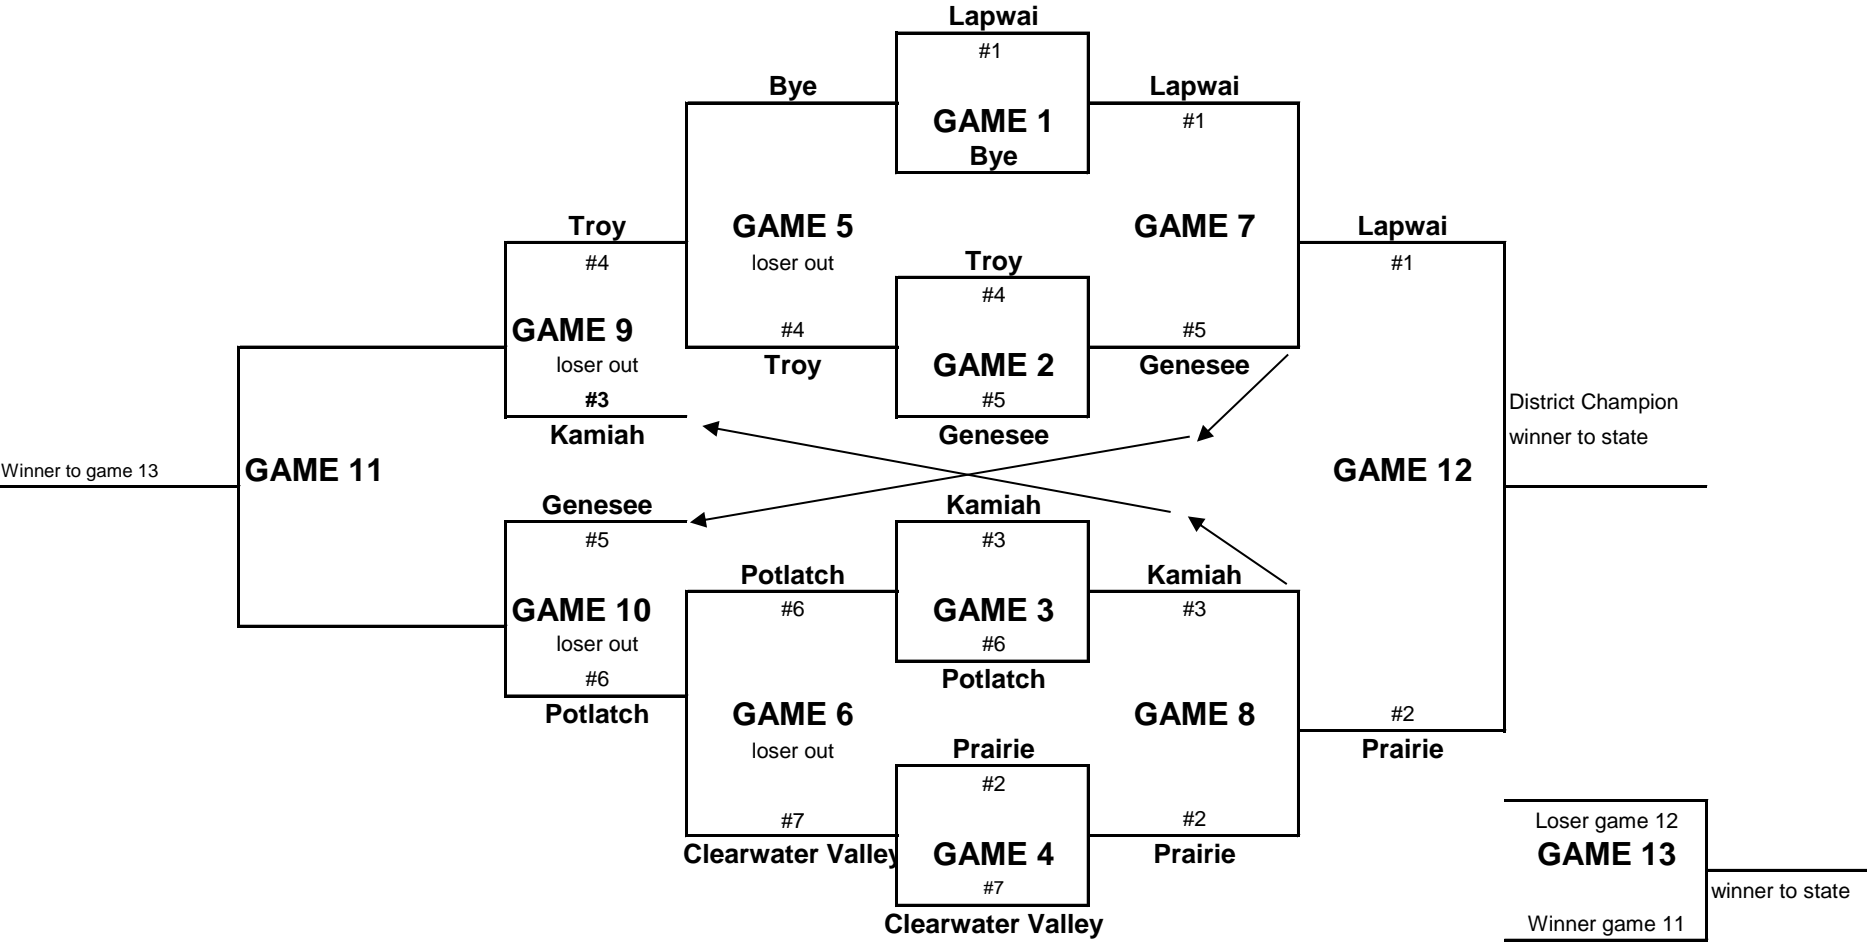 Lapwai
#1
Bye
Lapwai
GAME 1
#1
Bye
Troy
GAME 5
GAME 7
Lapwai
#4
loser out
Troy
#1
#4
GAME 9
#4
#5
loser out
Troy
GAME 2
Genesee
#3
#5
District Champion
Kamiah
Genesee
winner to state
Winner to game 13
GAME 11
GAME 12
Genesee
Kamiah
#5
#3
Potlatch
Kamiah
GAME 10
#6
GAME 3
#3
loser out
#6
#6
Potlatch
Potlatch
GAME 6
GAME 8
#2
loser out
Prairie
Prairie
#2
#7
#2
Loser game 12
Clearwater Valley
GAME 4
Prairie
GAME 13
#7
winner to state
Clearwater Valley
Winner game 11